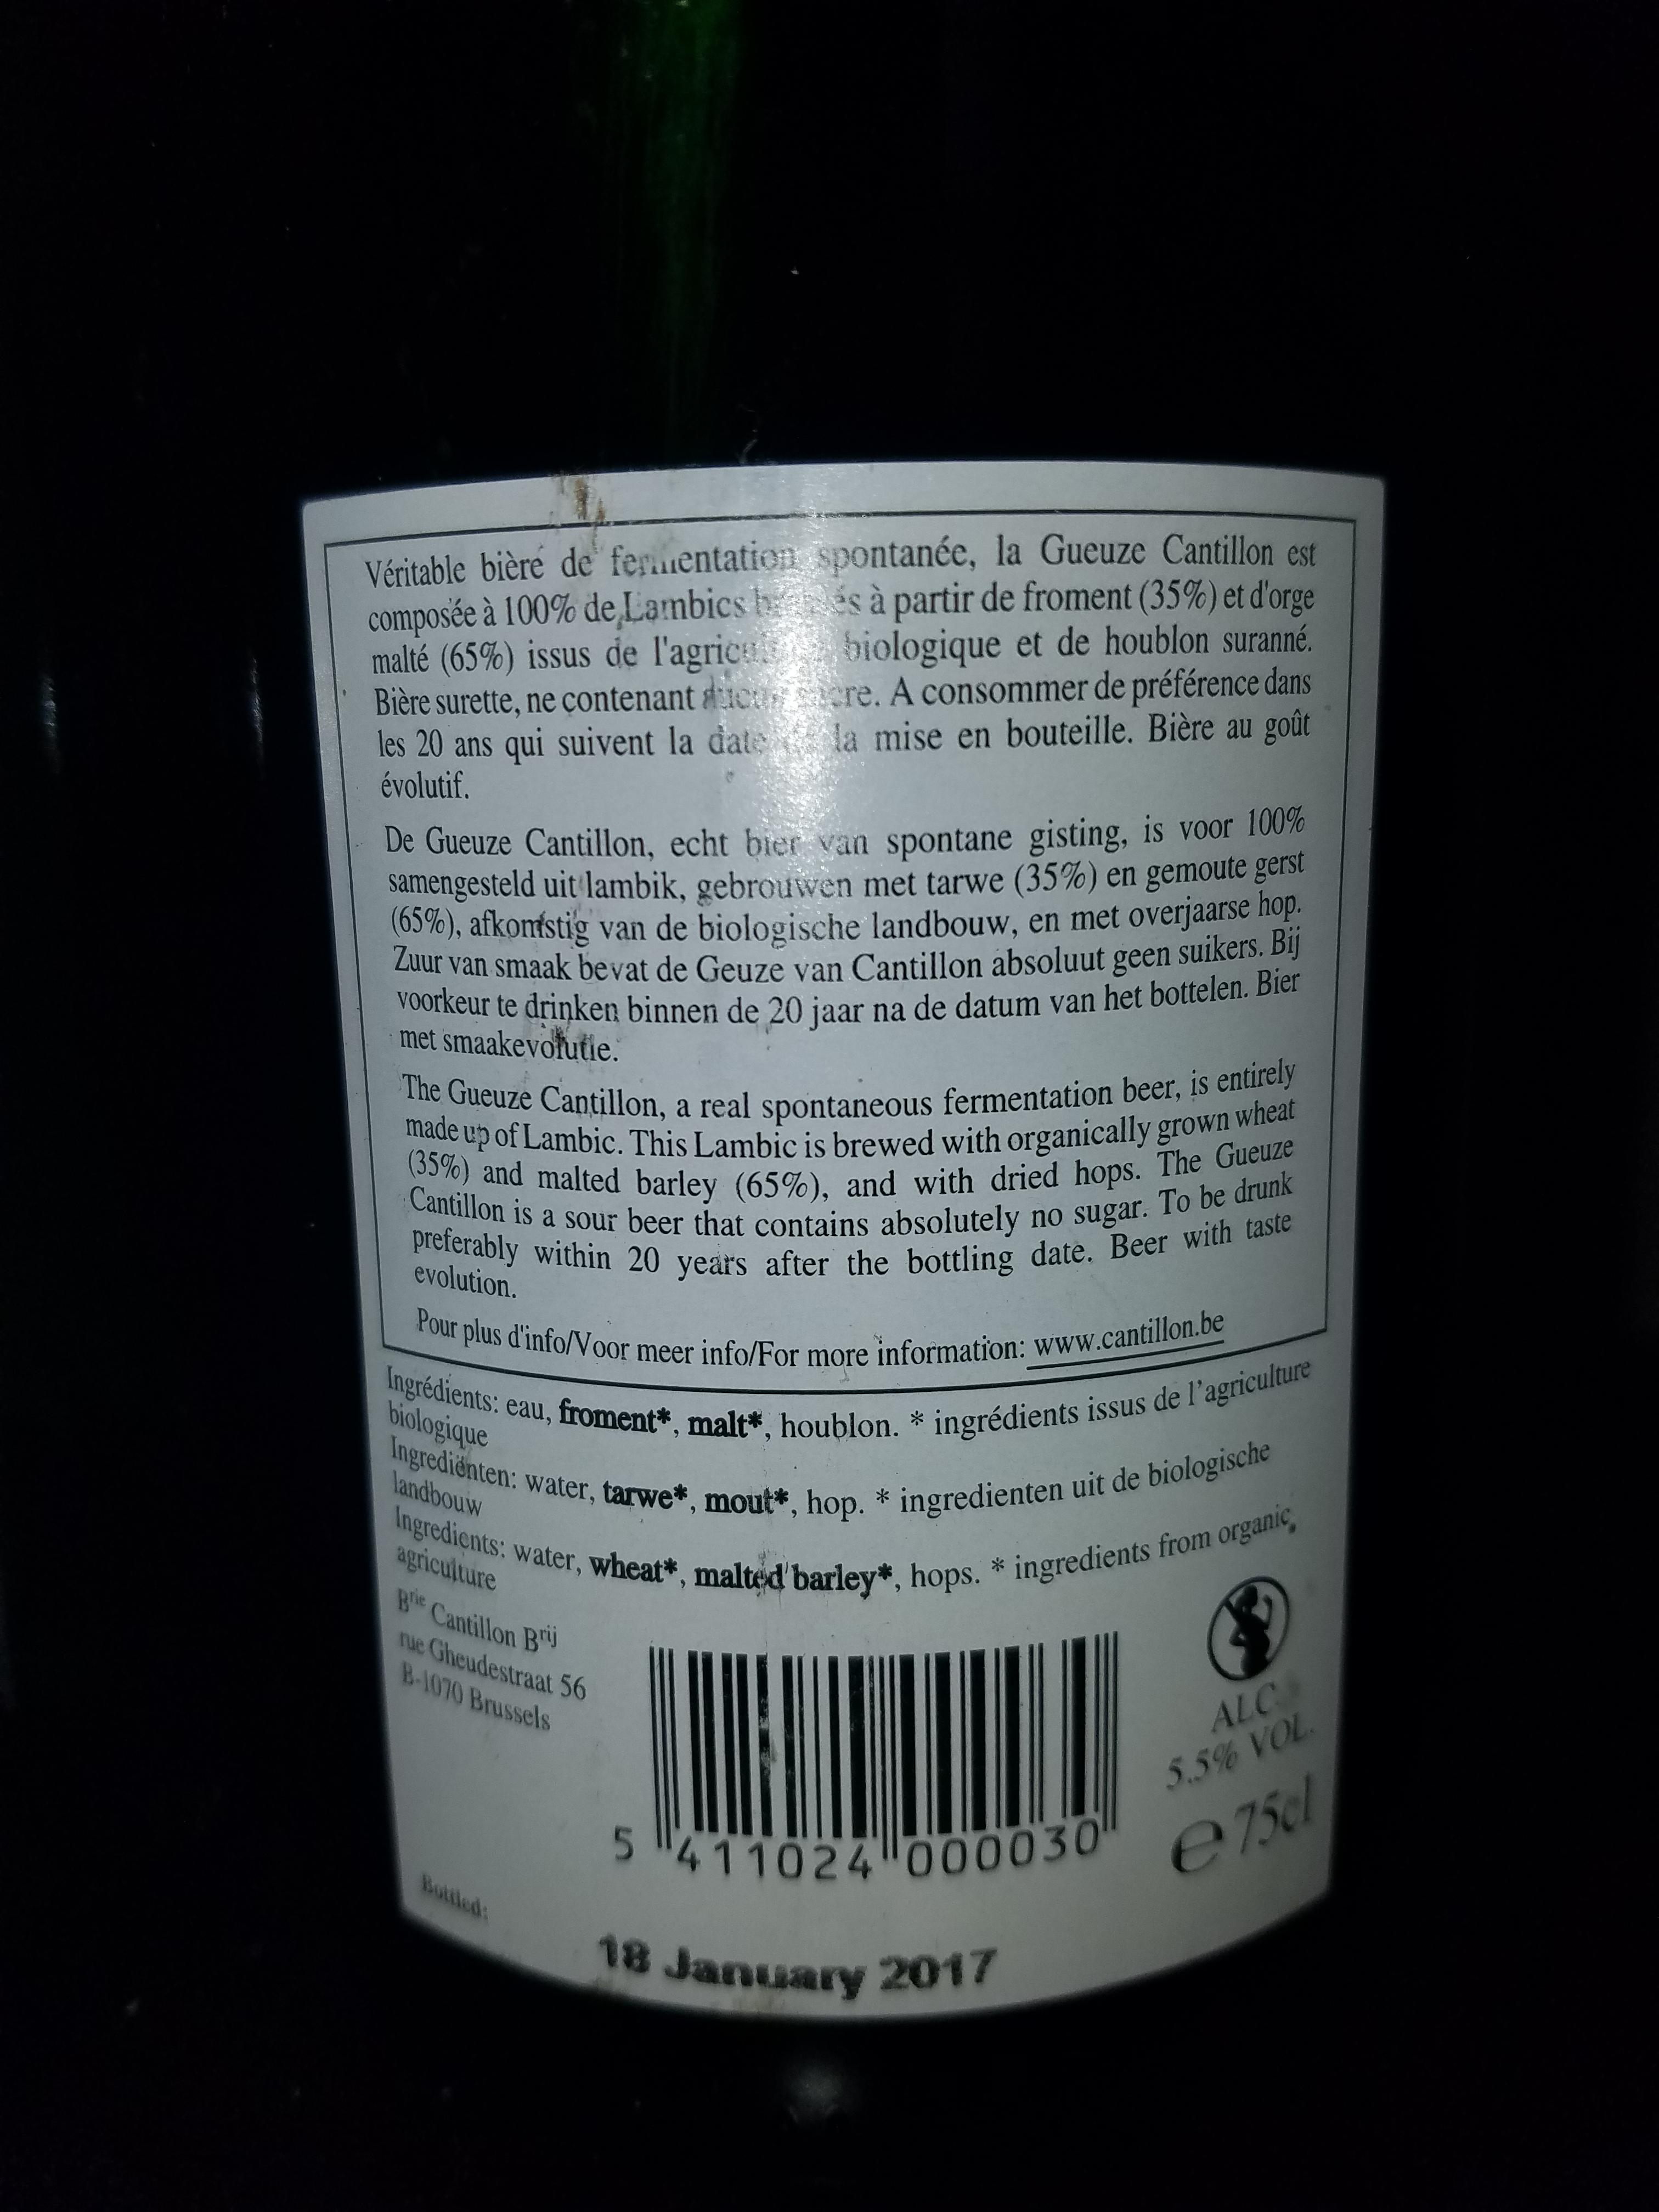 Véritable bière de fermentation spontanée, la Gueuze Cantillon est
composée à 100% de Lambics à partir de froment (35%) et d'orge
malté (65%) issus de biologique et de houblon suranné.
Bière surette, ne contenant A consommer de préférence dans
les 20 ans qui suivent la date la mise en bouteille. Bière au goût
évolutif.
De Gueuze Cantillon, echt bier van spontane gisting, is voor 100%
samengesteld uit lambik, gebrouwen met tarwe (35%) en gemoute gerst
(65%), afkomstig van de biologische landbouw, en met overjaarse hop.
Zuur van smaak bevat de Geuze van Cantillon absoluut geen suikers. Bij
voorkeur te drinken binnen de 20 jaar na de datum van het bottelen. Bier
met smaakevolutie.
The Gueuze Cantillon, a real spontaneous fermentation beer, is entirely
made up of Lambic. This Lambic is brewed with organically grown wheat
(35%) and malted barley (65%), and with dried hops. The Gueuze
Cantillon is a sour beer that contains absolutely no sugar. To be drunk
preferably within 20 years after the bottling date. Beer with taste
evolution.
Pour plus d'info/Voor meer info/For more information: www.cantillon.be
Ingrédients: eau, froment*, malt*, houblon. * ingrédients issus de l'agriculture
biologique
Ingrediënten: water, tarwe*, mout*, hop. * ingredienten uit de biologische
landbouw
Ingredients: water, wheat*, malted barley*, hops. * ingredients from organic
agriculture
Brie Cantillon Brij
rue Gheudestraat 56
B-1070 Brussels
ALC
5.5% VOL.
e 75cl
5 411024 000030
Bottled:
18 January 2017